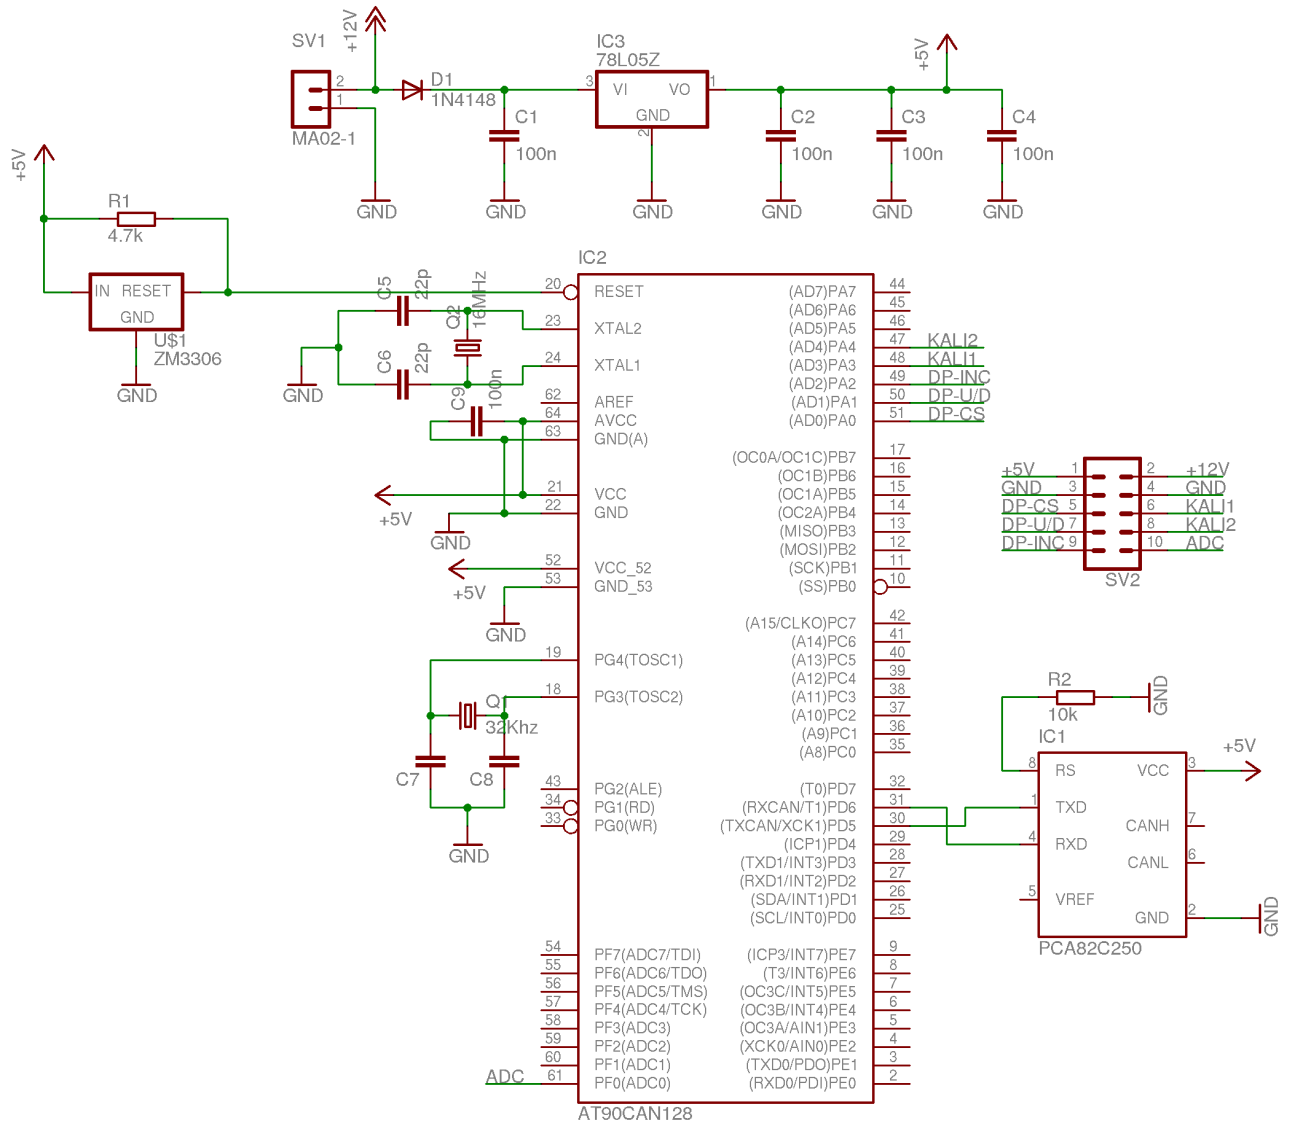 +12V
SV1
2
1
MA02-1
GND
D1
1N4148
C1
100n
GND
IC3
78L05Z
3
VI
VO
1
GND
2
GND
+5V
C2
100n
GND
C3
100n
GND
C4
100n
GND
+5V
R1
4.7k
IN RESET
GND
U$1
ZM3306
GND
C5
22p
C6
22p
Q2
16MHz
GND
C9
100n
+5V
GND
+5V
GND
Q1
32Khz
C7
C8
GND
ADC
IC2
20 RESET
23 XTAL2
24 XTAL1
62 AREF
64 AVCC
63 GND(A)
21 VCC
22 GND
52 VCC_52
53 GND_53
19 PG4(TOSC1)
18 PG3(TOSC2)
43 PG2(ALE)
34 PG1(RD)
33 PG0(WR)
54 PF7(ADC7/TDI)
55 PF6(ADC6/TDO)
56 PF5(ADC5/TMS)
57 PF4(ADC4/TCK)
58 PF3(ADC3)
59 PF2(ADC2)
60 PF1(ADC1)
61 PF0(ADC0)
(AD7)PA7 44
(AD6)PA6 45
(AD5)PA5 46
(AD4)PA4 47 KALI2
(AD3)PA3 48 KALI1
(AD2)PA2 49 DP-INC
(AD1)PA1 50 DP-U/D
(AD0)PA0 51 DP-CS
(OC0A/OC1C)PB7 17
(OC1B)PB6 16
(OC1A)PB5 15
(OC2A)PB4 14
(MISO)PB3 13
(MOSI)PB2 12
(SCK)PB1 11
(SS)PB0 10
(A15/CLKO)PC7 42
(A14)PC6 41
(A13)PC5 40
(A12)PC4 39
(A11)PC3 38
(A10)PC2 37
(A9)PC1 36
(A8)PC0 35
(T0)PD7 32
(RXCAN/T1)PD6 31
(TXCAN/XCK1)PD5 30
(ICP1)PD4 29
(TXD1/INT3)PD3 28
(RXD1/INT2)PD2 27
(SDA/INT1)PD1 26
(SCL/INT0)PD0 25
(ICP3/INT7)PE7 9
(T3/INT6)PE6 8
(OC3C/INT5)PE5 7
(OC3B/INT4)PE4 6
(OC3A/AIN1)PE3 5
(XCK0/AIN0)PE2 4
(TXD0/PDO)PE1 3
(RXD0/PDI)PE0 2
AT90CAN128
+5V 1 2 +12V
GND 3 4 GND
DP-CS 5 6 KALI1
DP-U/D 7 8 KALI2
DP-INC 9 10 ADC
SV2
R2
10k
GND
IC1
8 RS
1 TXD
4 RXD
5 VREF
VCC 3
CANH 7
CANL 6
GND 2
+5V
GND
PCA82C250